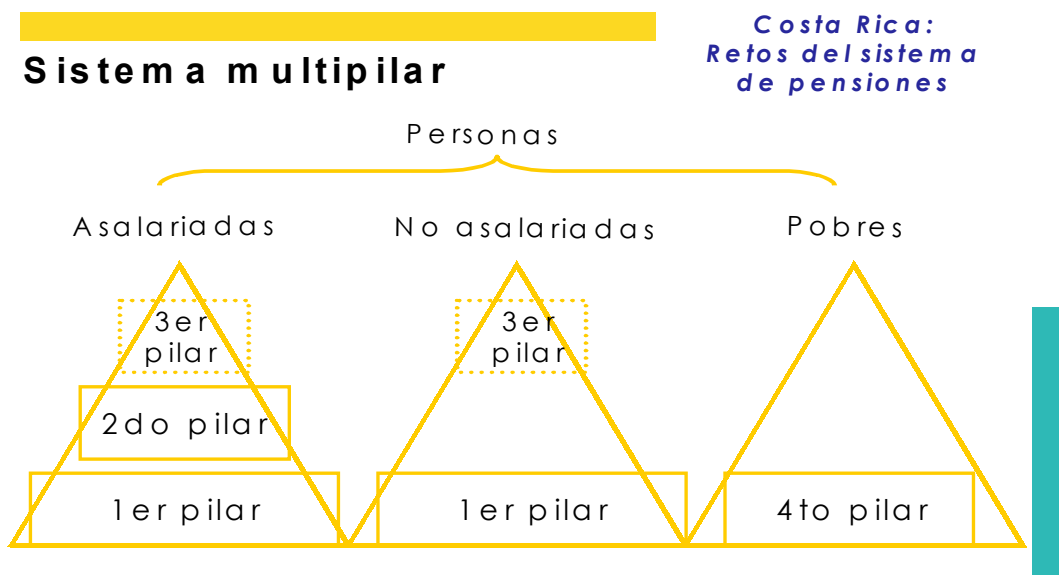 Costa Rica:
Retos del sistema
de pensiones
Sistema multipilar
Personas
Asalariadas
No asalariadas
Pobres
3er
pilar
3er
pilar
2do pilar
1er pilar
1er pilar
4to pilar